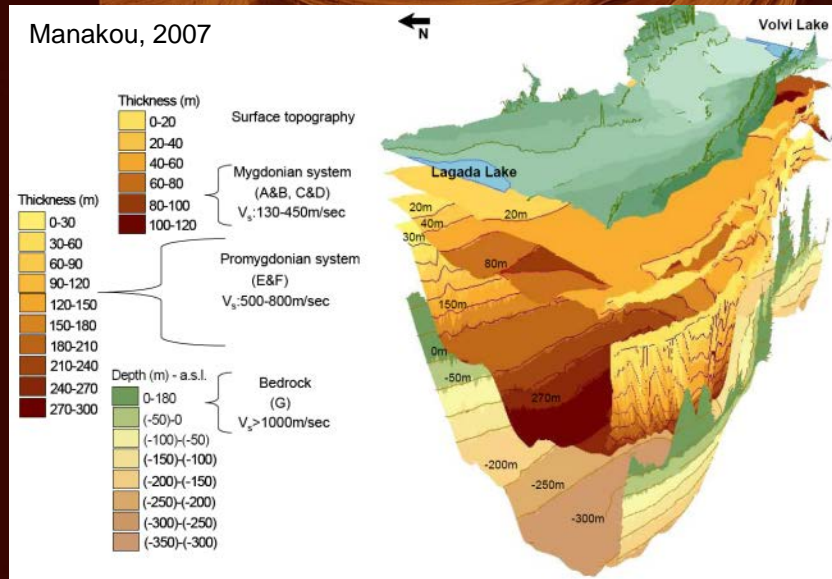 Manakou, 2007
N
Volvi Lake
Lagada Lake
Thickness (m)
0-20
20-40
40-60
60-80
80-100
100-120
Surface topography
Mygdonian system
(A&B, C&D)
Vs:130-450m/sec
Thickness (m)
0-30
30-60
60-90
90-120
120-150
150-180
180-210
210-240
240-270
270-300
Promygdonian system
(E&F)
Vs:500-800m/sec
Depth (m) - a.s.l.
0-180
(-50)-0
(-100)-(-50)
(-150)-(-100)
(-200)-(-150)
(-250)-(-200)
(-300)-(-250)
(-350)-(-300)
Bedrock
(G)
Vs>1000m/sec
20m
20m
40m
30m
80m
150m
0m
-50m
270m
-200m
-250m
-300m